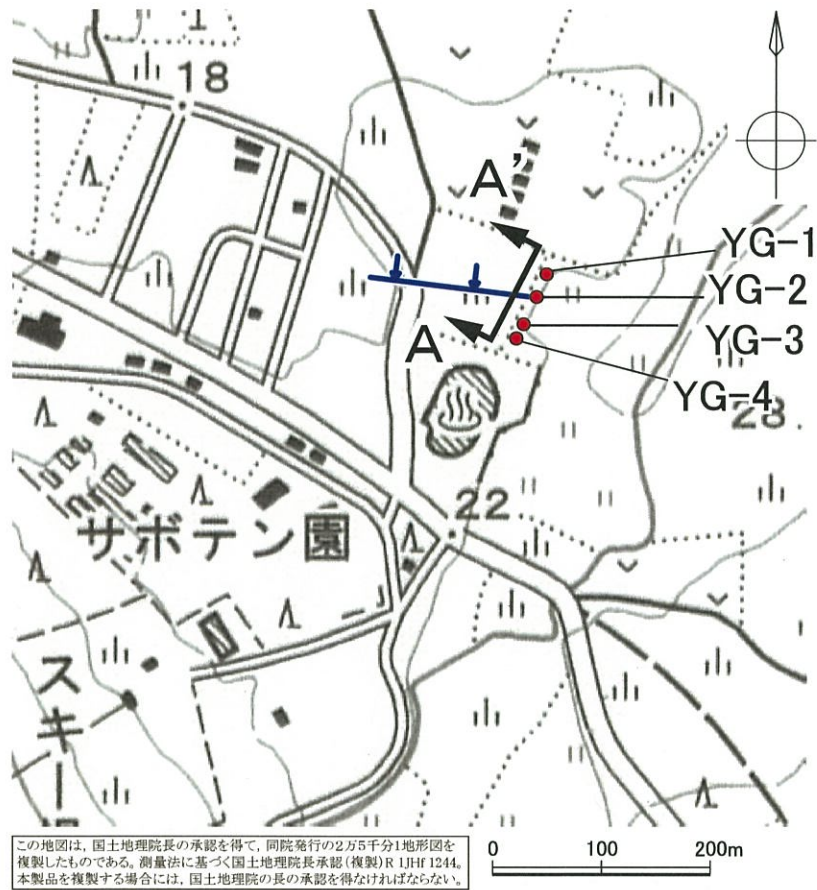 18
A'
YG-1
YG-2
YG-3
A
YG-4
28.
22
サボテン園
スキー
この地図は,国土地理院長の承認を得て,同院発行の2万5千分1地形図を
複製したものである。測量法に基づく国土地理院長承認(複製)R 1JHf 1244。
本製品を複製する場合には,国土地理院の長の承認を得なければならない。
0 100 200m